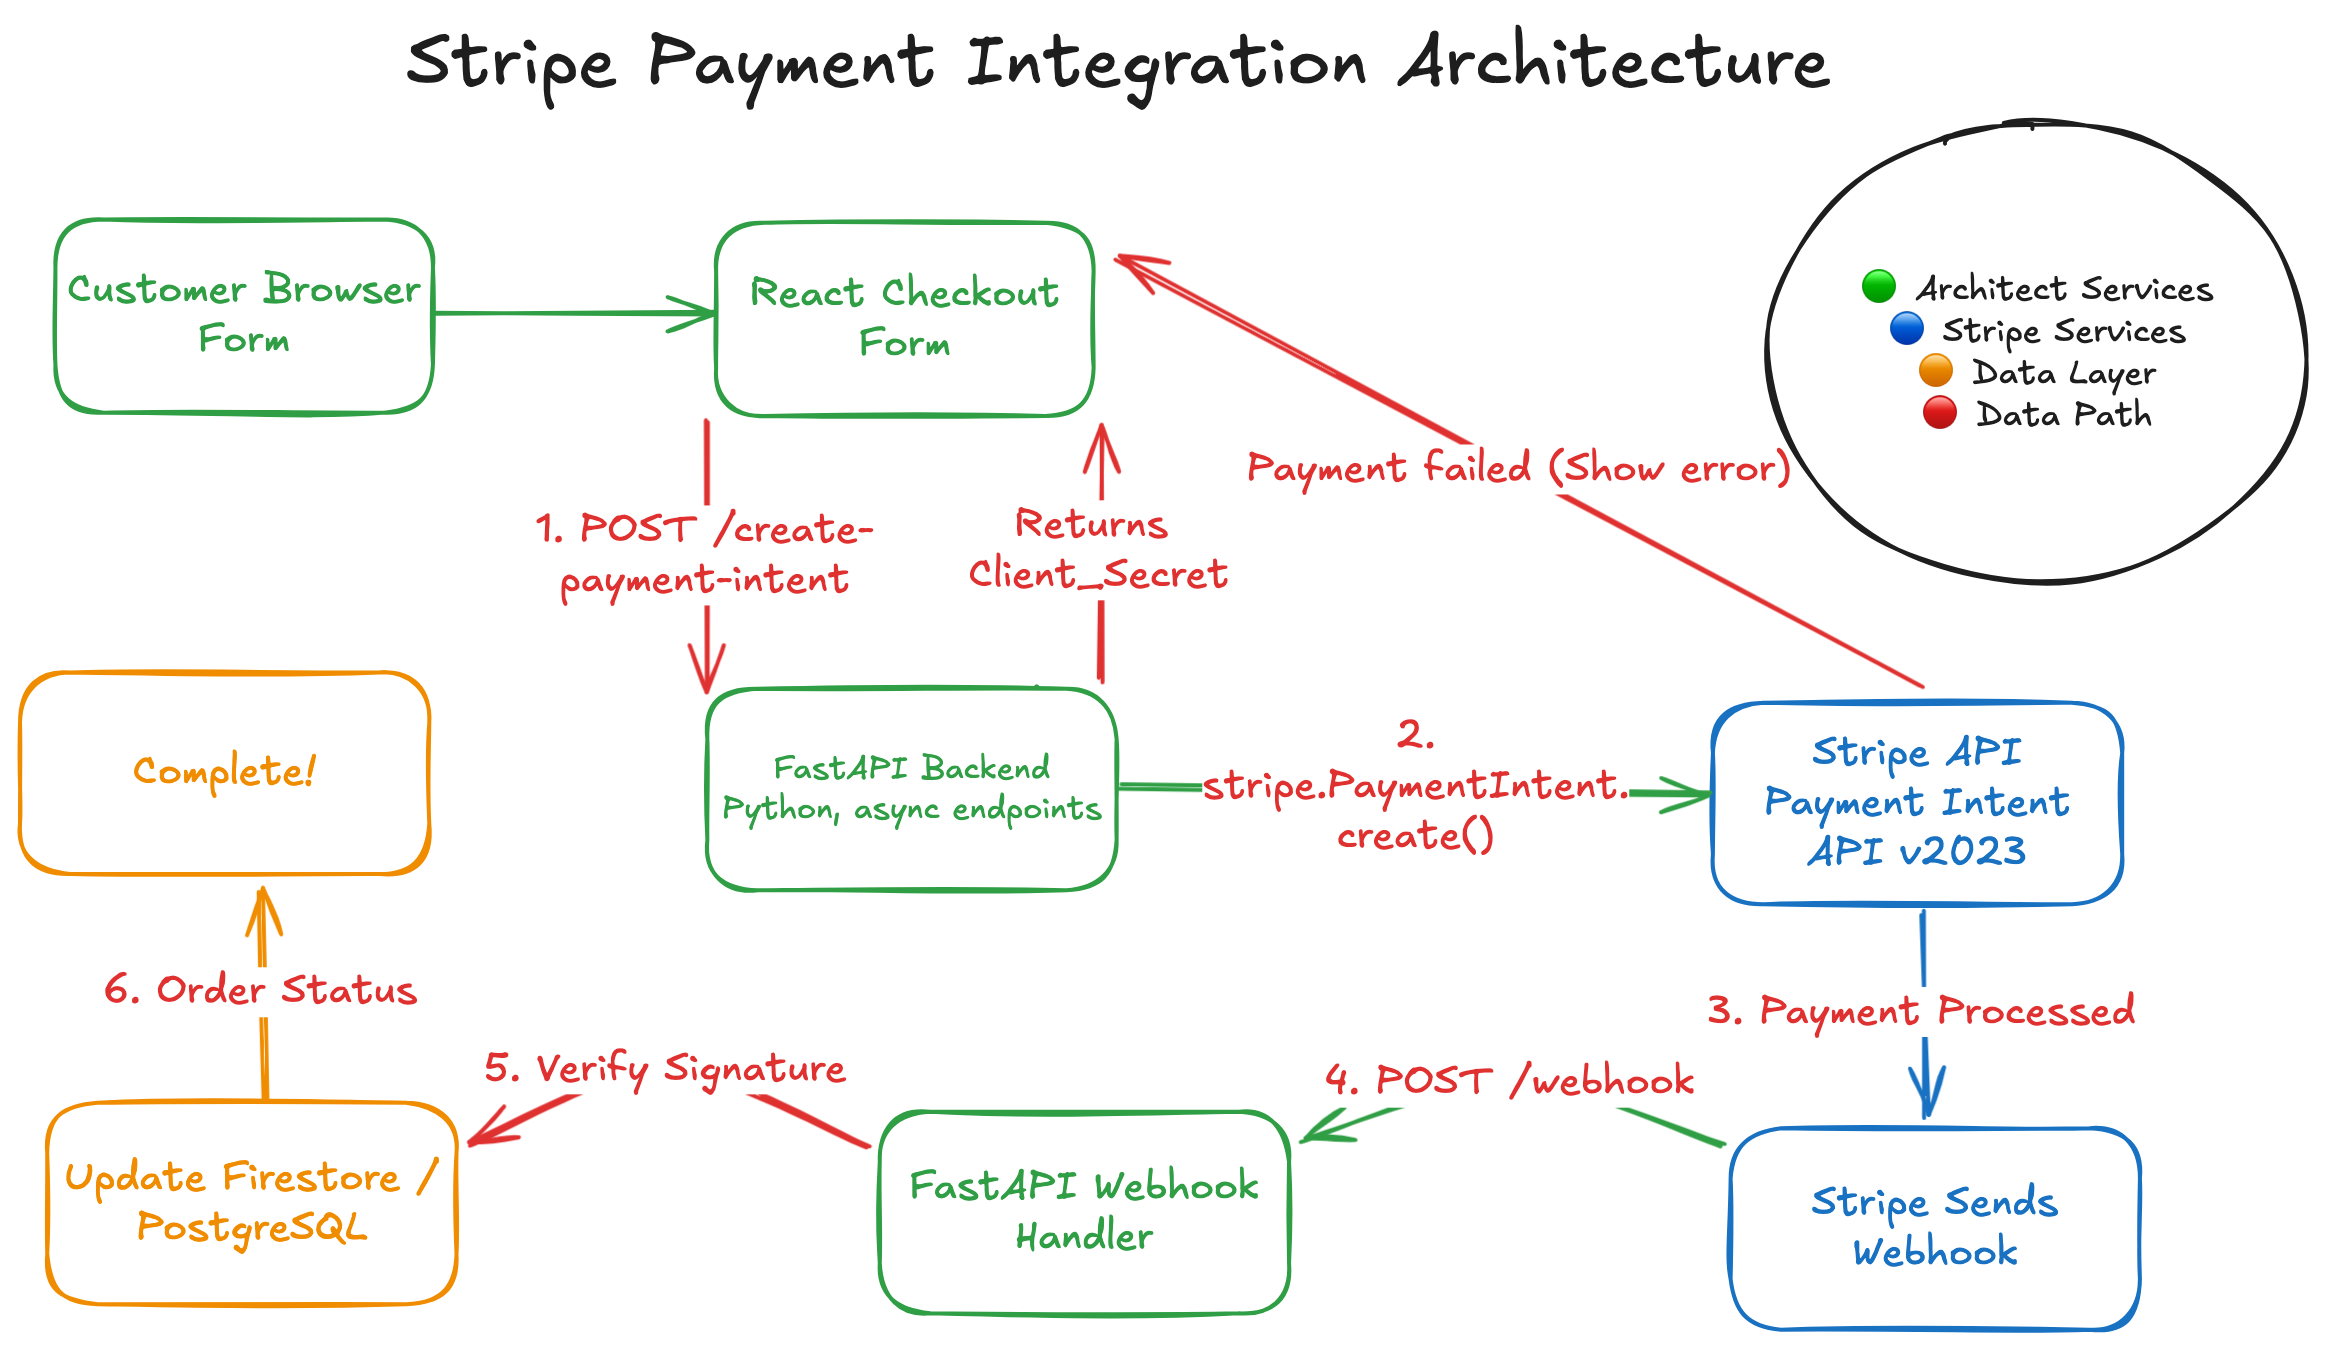 Stripe Payment Integration Architecture
Customer Browser
Form
React Checkout
Form
Architect Services
Stripe Services
Data Layer
Data Path
Payment failed (Show error)
1. POST /create-
payment-intent
Returns
Client_Secret
Complete!
FastAPI Backend
Python, async endpoints
2.
stripe.PaymentIntent.
create()
Stripe API
Payment Intent
API v2023
6. Order Status
3. Payment Processed
5. Verify Signature
4. POST /webhook
Update Firestore /
PostgreSQL
FastAPI Webhook
Handler
Stripe Sends
Webhook